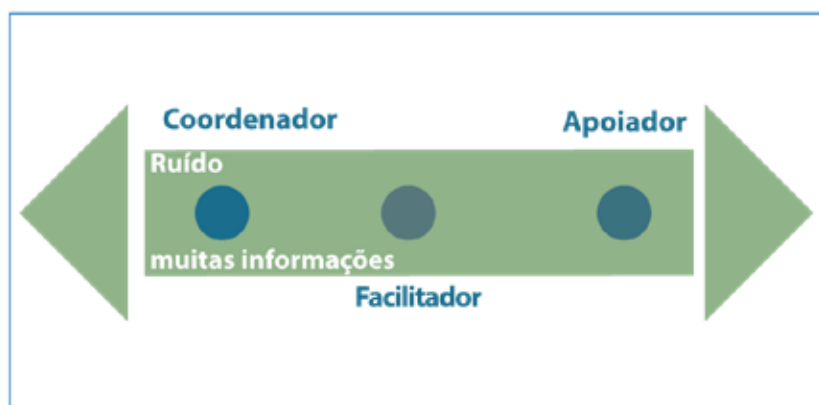 Coordenador
Apoiador
Ruído
muitas informações
Facilitador